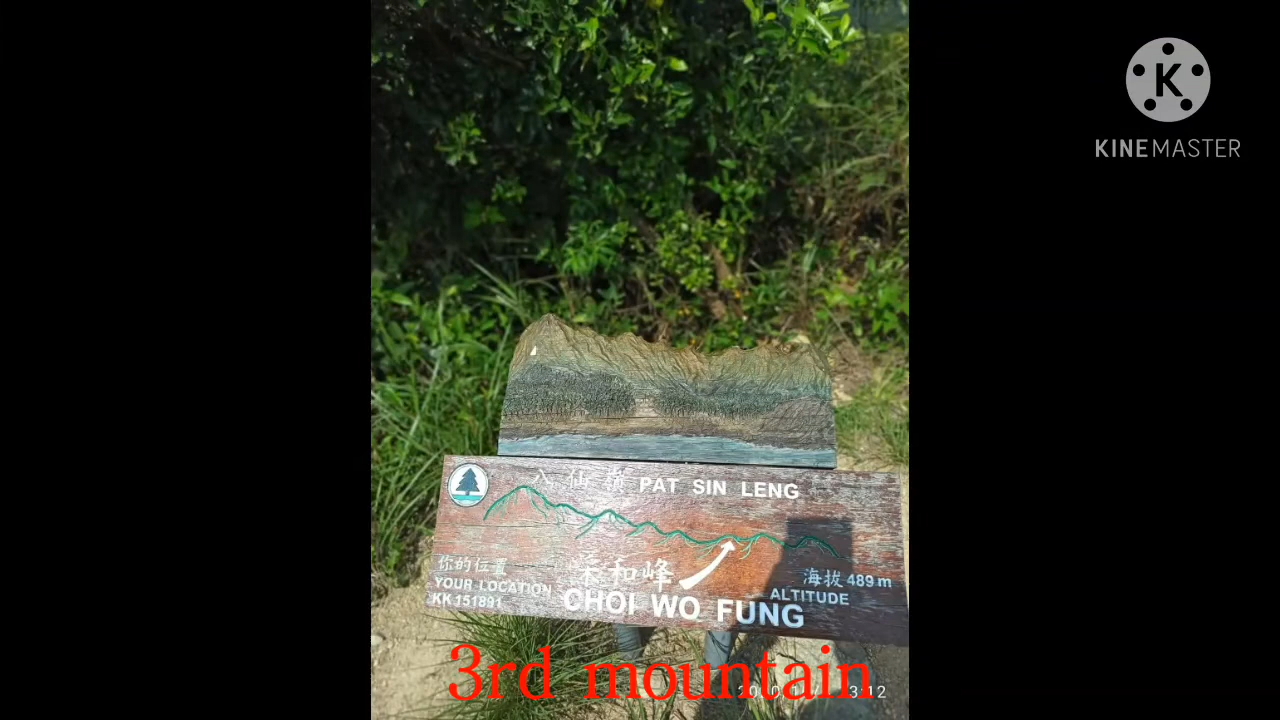 KINEMASTER
八仙嶺 PAT SIN LENG
你的位置
YOUR LOCATION
KK 151891
采和峰
CHOI WO FUNG
海拔 489 m
ALTITUDE
3rd mountain